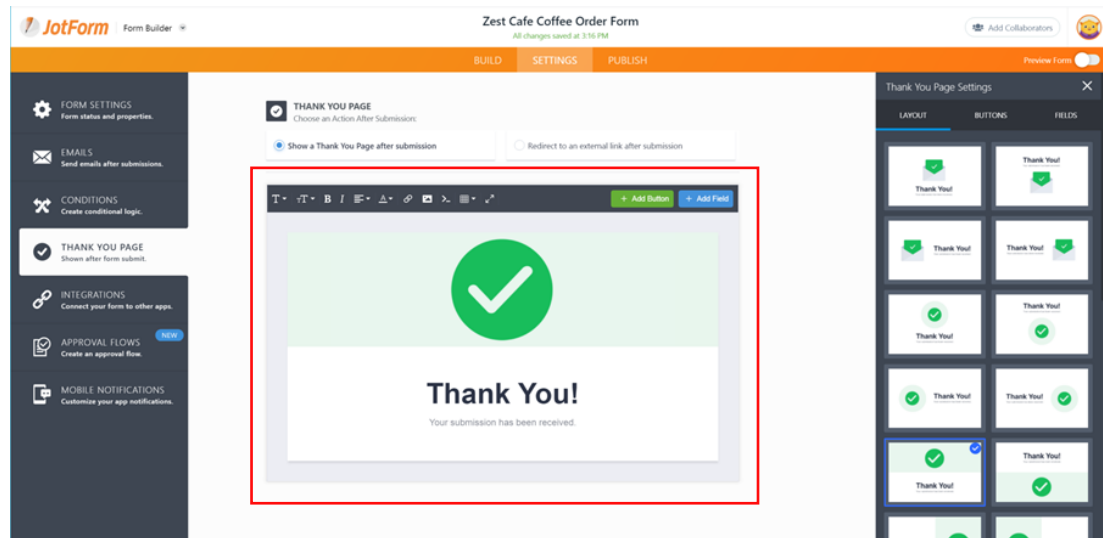 JotForm
Form Builder
Zest Cafe Coffee Order Form
All changes saved at 3:16 PM
Add Collaborators
BUILD
SETTINGS
PUBLISH
Preview Form
FORM SETTINGS
Form status and properties.
EMAILS
Send emails after submissions.
CONDITIONS
Create conditional logic.
THANK YOU PAGE
Shown after form submit.
INTEGRATIONS
Connect your form to other apps.
APPROVAL FLOWS
NEW
Create an approval flow.
MOBILE NOTIFICATIONS
Customize your app notifications.
THANK YOU PAGE
Choose an Action After Submission:
Show a Thank You Page after submission
Redirect to an external link after submission
+ Add Button
+ Add Field
Thank You!
Your submission has been received.
Thank You Page Settings
LAYOUT
BUTTONS
FIELDS
Thank You!
Thank You!
Thank You!
Thank You!
Thank You!
Thank You!
Thank You!
Thank You!
Thank You!
Thank You!